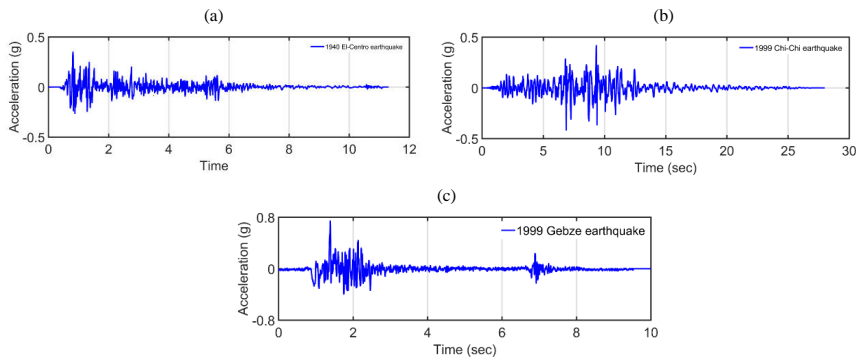 (a)
0.5
0
-0.5
Acceleration (g)
1940 El-Centro earthquake
0 2 4 6 8 10 12
Time
(b)
0.5
0
-0.5
Acceleration (g)
1999 Chi-Chi earthquake
0 5 10 15 20 25 30
Time (sec)
(c)
0.8
0
-0.8
Acceleration (g)
1999 Gebze earthquake
0 2 4 6 8 10
Time (sec)